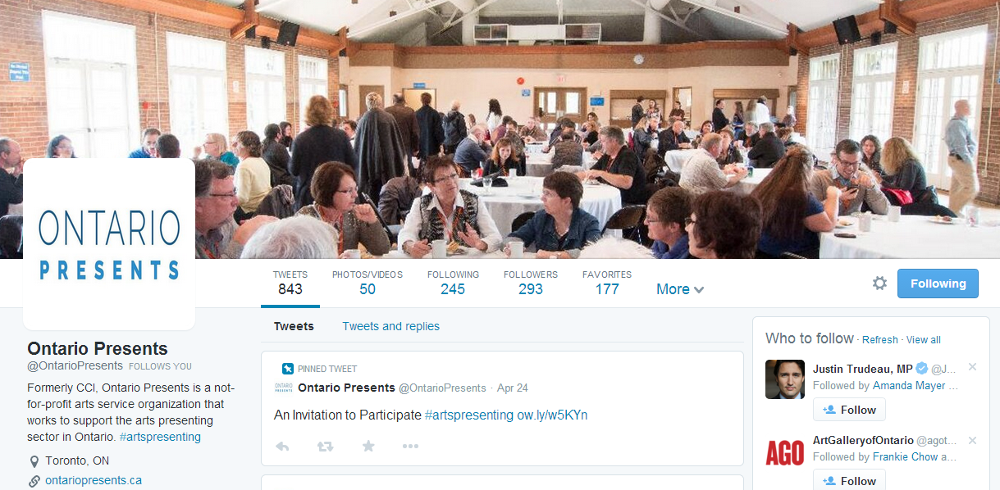 ONTARIO
PRESENTS
TWEETS
843
PHOTOS/VIDEOS
50
FOLLOWING
245
FOLLOWERS
293
FAVORITES
177
More
Following
Ontario Presents
@OntarioPresents FOLLOWS YOU
Formerly CCI, Ontario Presents is a not-
for-profit arts service organization that
works to support the arts presenting
sector in Ontario. #artspresenting
Toronto, ON
ontariopresents.ca
Tweets
Tweets and replies
PINNED TWEET
ONTARIO
PRESENTS
Ontario Presents @OntarioPresents · Apr 24
An Invitation to Participate #artspresenting ow.ly/w5KYn
Who to follow · Refresh · View all
Justin Trudeau, MP @J...
Followed by Amanda Mayer ...
Follow
AGO
ArtGalleryofOntario @agot...
Followed by Frankie Chow a...
Follow